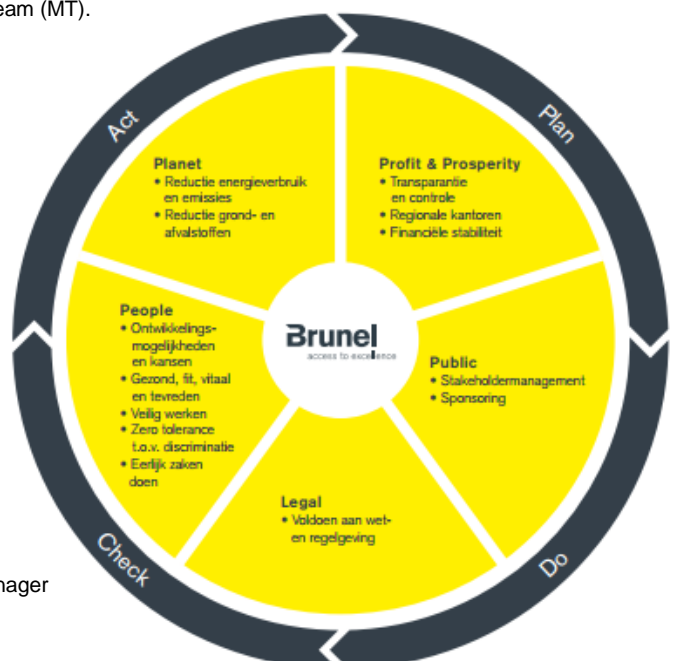 eam (MT).
Act
Plan
Planet
• Reductie energieverbruik
en emissies
• Reductie grond- en
afvalstoffen
Profit & Prosperity
• Transparantie
en controle
• Regionale kantoren
• Financiële stabiliteit
People
• Ontwikkelings-
mogelijkheden
en kansen
• Gezond, fit, vitaal
en tevreden
• Veilig werken
• Zero tolerance
t.o.v. discriminatie
• Eerlijk zaken
doen
Brunel
access to excellence
Public
• Stakeholdermanagement
• Sponsoring
Legal
• Voldoen aan wet-
en regelgeving
Check
Do
nager